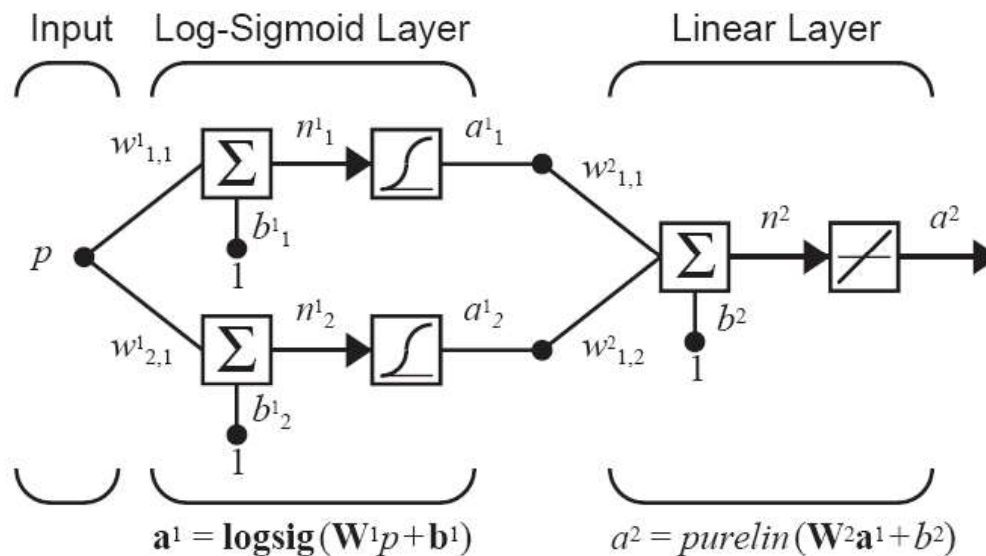 Input Log-Sigmoid Layer Linear Layer
w¹₁,₁ Σ n¹₁ a¹₁ w²₁,₁
b¹₁
1
p Σ n² a²
b²
1
w¹₂,₁ Σ n¹₂ a¹₂ w²₁,₂
b¹₂
1
a¹ = logsig(W¹p+b¹) a² = purelin(W²a¹+b²)